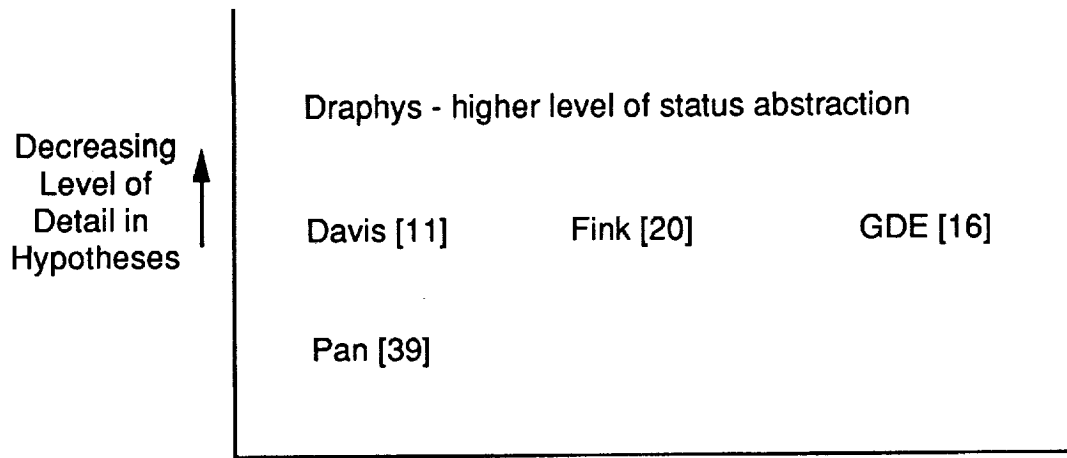 Draphys - higher level of status abstraction
Decreasing
Level of
Detail in
Hypotheses
Davis [11] Fink [20] GDE [16]
Pan [39]